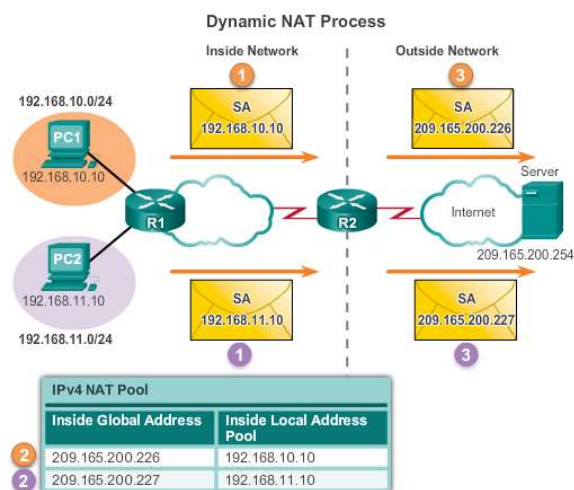 Dynamic NAT Process
Inside Network
Outside Network
1
3
192.168.10.0/24
SA
192.168.10.10
SA
209.165.200.226
PC1
192.168.10.10
Server
R1
R2
Internet
PC2
192.168.11.10
209.165.200.254
SA
192.168.11.10
SA
209.165.200.227
192.168.11.0/24
1
3
IPv4 NAT Pool
Inside Global Address
Inside Local Address Pool
2
209.165.200.226
192.168.10.10
2
209.165.200.227
192.168.11.10